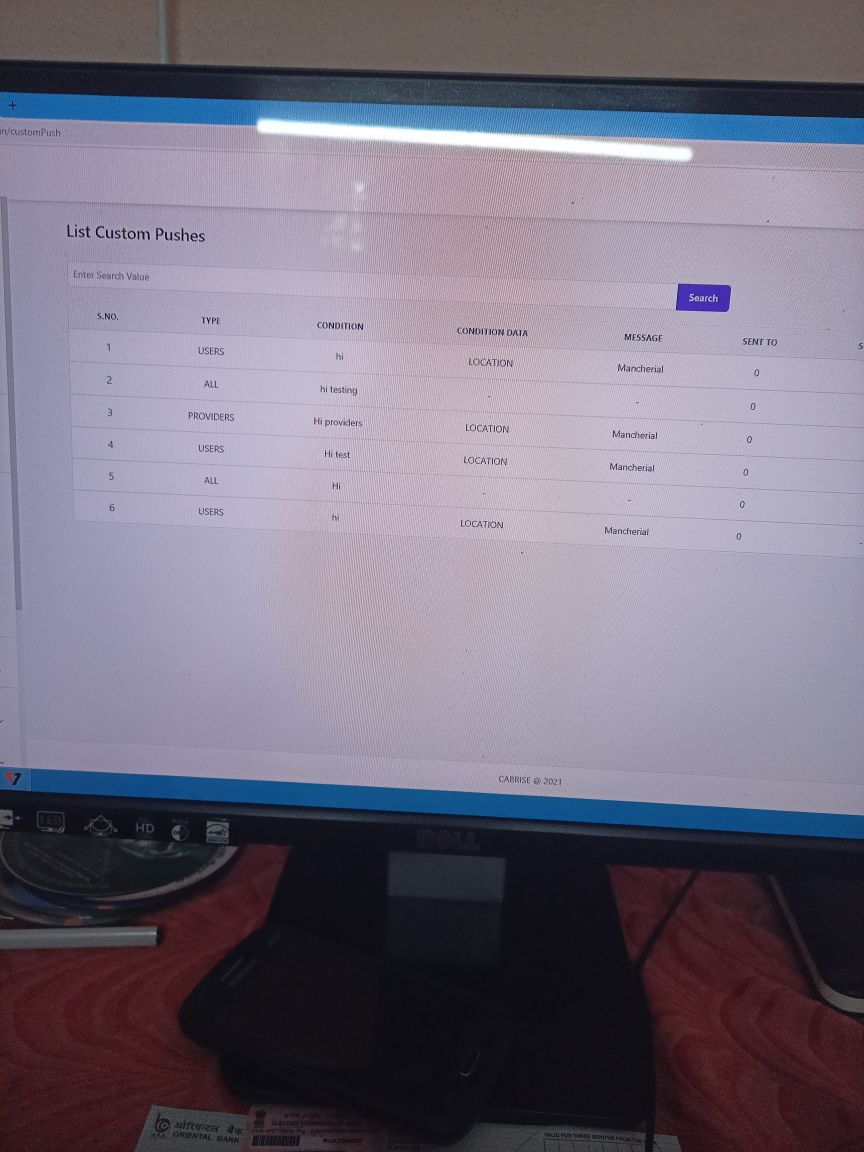 +
n/customPush
List Custom Pushes
Enter Search Value
Search
S.NO. TYPE CONDITION CONDITION DATA MESSAGE SENT TO S
1 USERS hi LOCATION Mancherial 0
2 ALL hi testing - - 0
3 PROVIDERS Hi providers LOCATION Mancherial 0
4 USERS Hi test LOCATION Mancherial 0
5 ALL Hi - - 0
6 USERS hi LOCATION Mancherial 0 -
CABRISE @ 2021
LED
HD
DELL
SAMSUNG
ओरियन्टल बैंक
ORIENTAL BANK
ELECTION COMMISSION OF INDIA
VALID FOR THREE MONTHS FROM THE